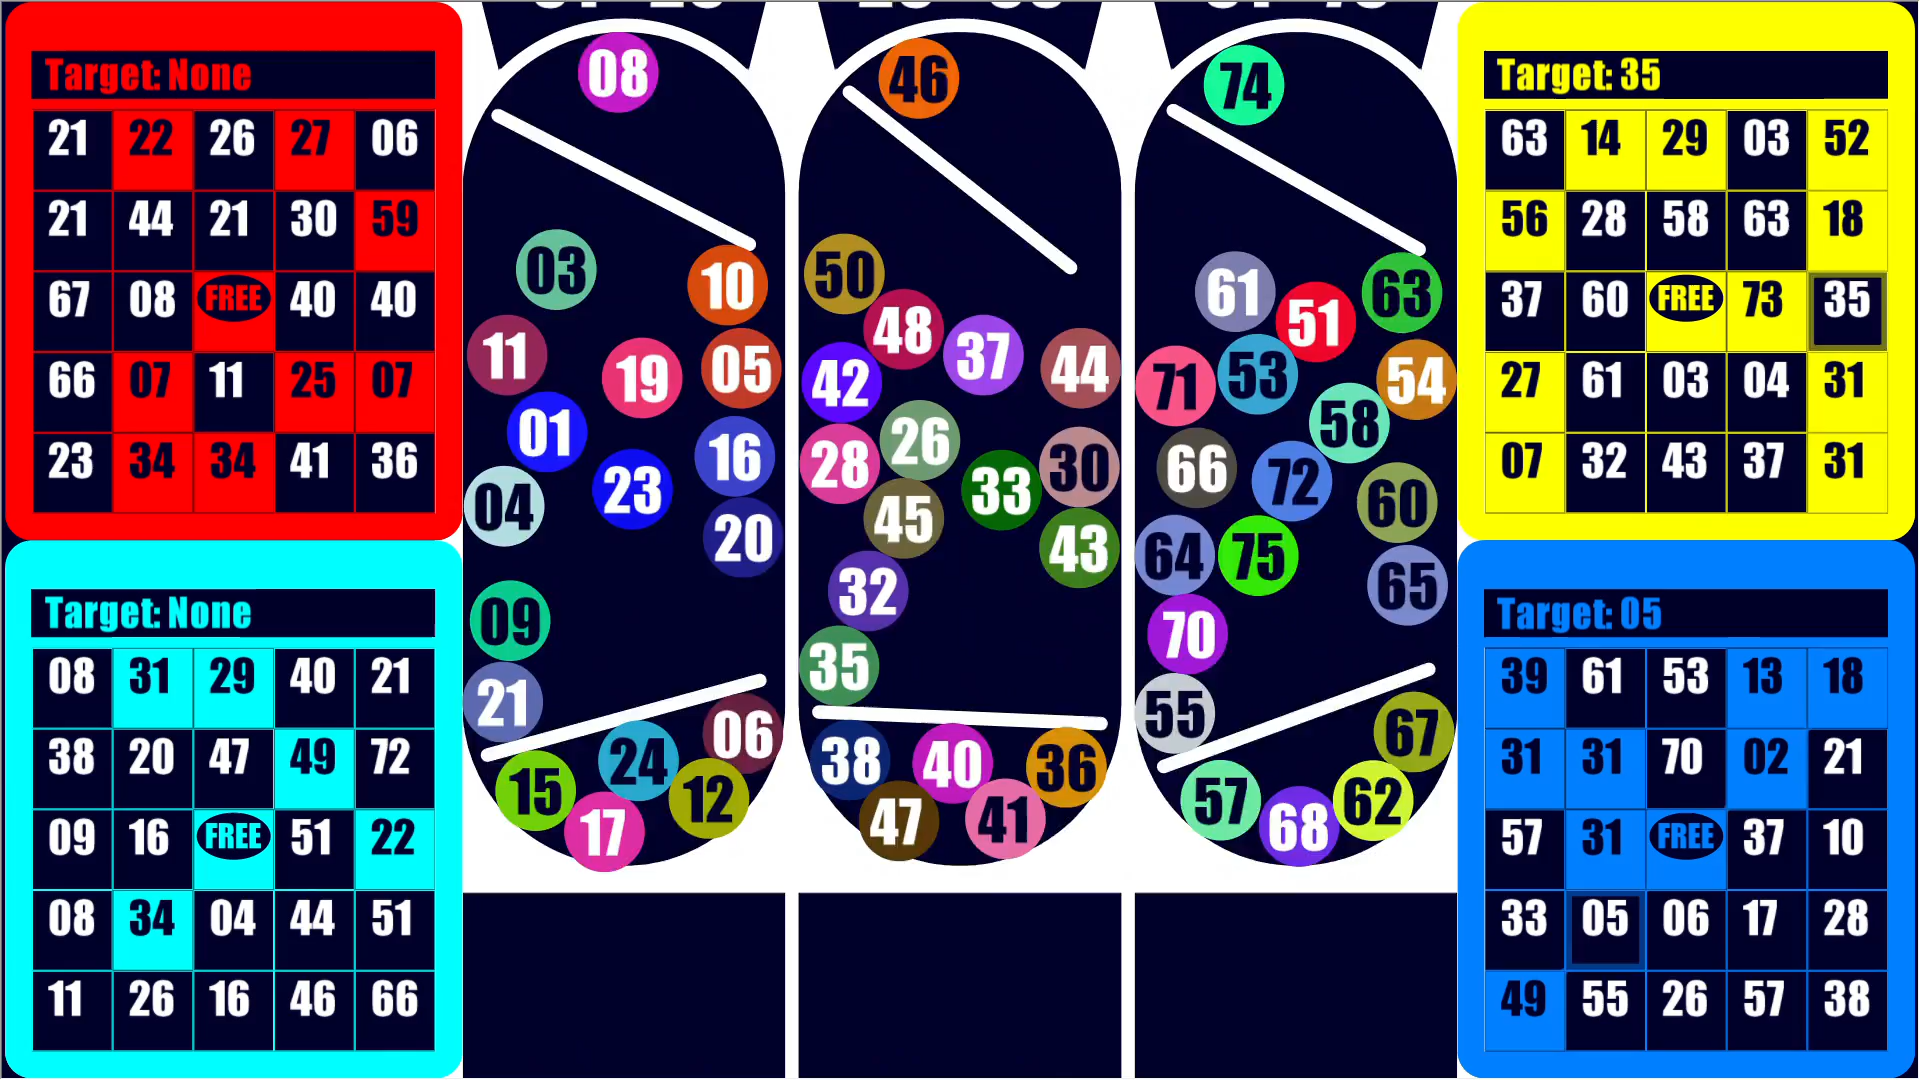 Target: None
21 22 26 27 06
21 44 21 30 59
67 08 FREE 40 40
66 07 11 25 07
23 34 34 41 36
Target: None
08 31 29 40 21
38 20 47 49 72
09 16 FREE 51 22
08 34 04 44 51
11 26 16 46 66
08
03
10
11
19
05
01
16
04
23
20
09
21
06
24
15
12
17
46
50
48
37
42
44
26
28
30
33
45
43
32
35
38
40
36
47
41
74
61
63
51
53
54
71
58
66
72
60
64
75
65
70
55
67
57
62
68
Target: 35
63 14 29 03 52
56 28 58 63 18
37 60 FREE 73 35
27 61 03 04 31
07 32 43 37 31
Target: 05
39 61 53 13 18
31 31 70 02 21
57 31 FREE 37 10
33 05 06 17 28
49 55 26 57 38